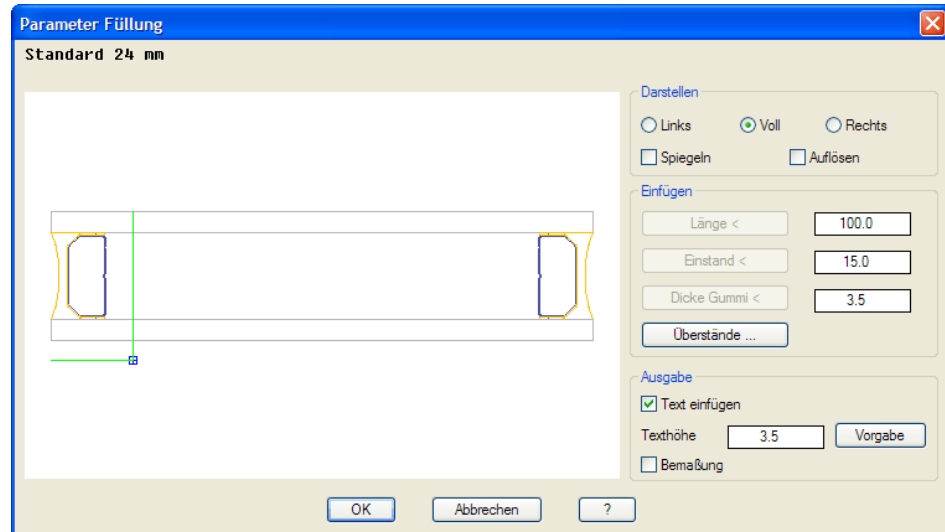 Parameter Füllung
Standard 24 mm
Darstellen
Links Voll Rechts
Spiegeln Auflösen
Einfügen
Länge < 100.0
Einstand < 15.0
Dicke Gummi < 3.5
Überstände ...
Ausgabe
Text einfügen
Texthöhe 3.5 Vorgabe
Bemaßung
OK Abbrechen ?